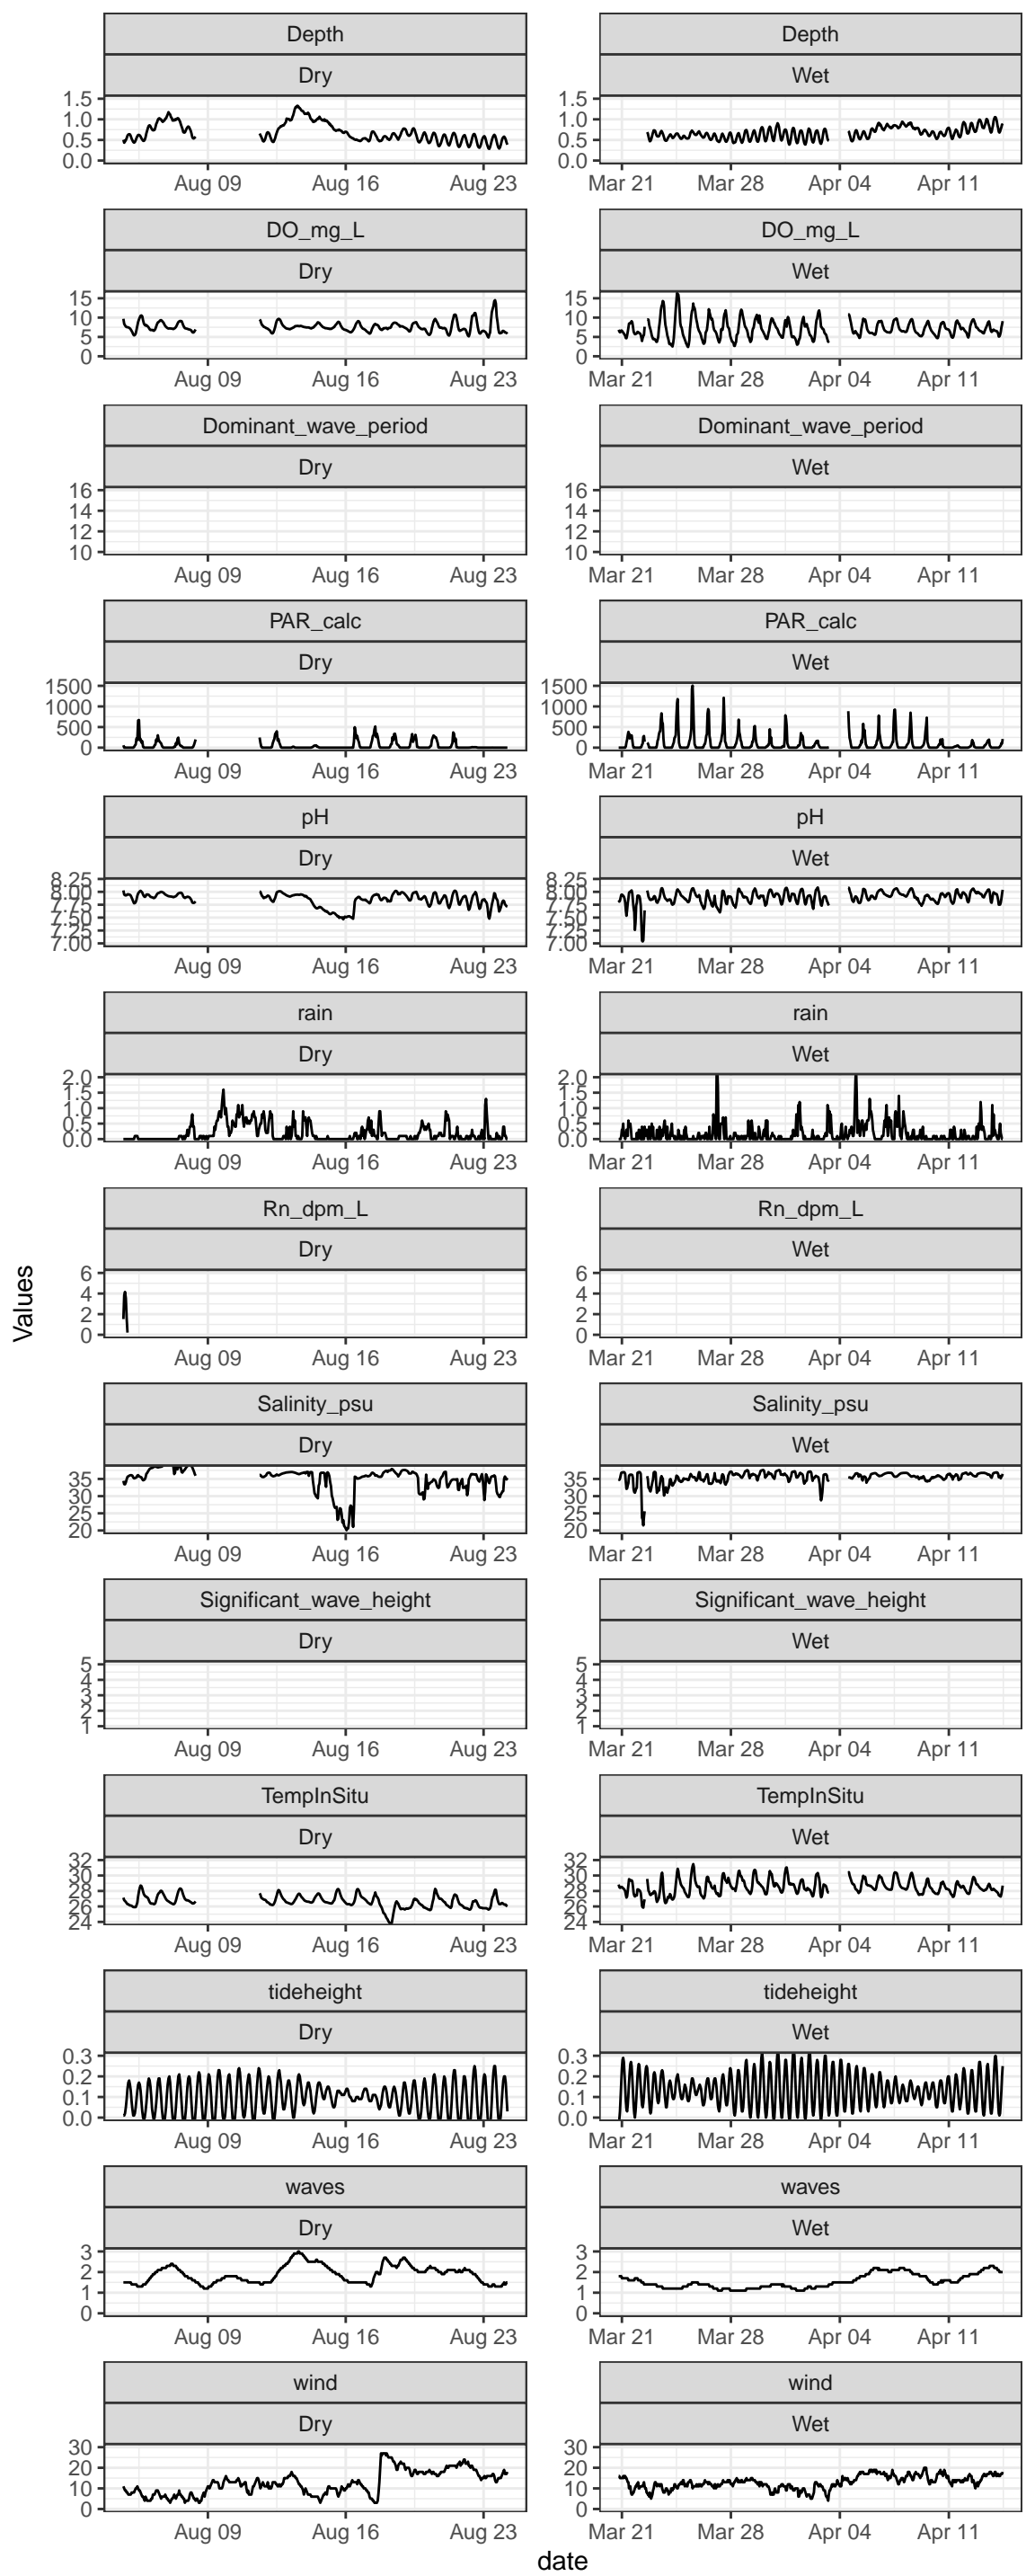 Depth Depth
Dry Wet
1.5 1.5
1.0 1.0
0.5 0.5
0.0 0.0
Aug 09 Aug 16 Aug 23 Mar 21 Mar 28 Apr 04 Apr 11
DO_mg_L DO_mg_L
Dry Wet
15 15
10 10
5 5
0 0
Aug 09 Aug 16 Aug 23 Mar 21 Mar 28 Apr 04 Apr 11
Dominant_wave_period Dominant_wave_period
Dry Wet
16 16
14 14
12 12
10 10
Aug 09 Aug 16 Aug 23 Mar 21 Mar 28 Apr 04 Apr 11
PAR_calc PAR_calc
Dry Wet
1500 1500
1000 1000
500 500
0 0
Aug 09 Aug 16 Aug 23 Mar 21 Mar 28 Apr 04 Apr 11
pH pH
Dry Wet
8.25 8.25
8.00 8.00
7.75 7.75
7.50 7.50
7.25 7.25
7.00 7.00
Aug 09 Aug 16 Aug 23 Mar 21 Mar 28 Apr 04 Apr 11
rain rain
Dry Wet
2.0 2.0
1.5 1.5
1.0 1.0
0.5 0.5
0.0 0.0
Aug 09 Aug 16 Aug 23 Mar 21 Mar 28 Apr 04 Apr 11
Rn_dpm_L Rn_dpm_L
Dry Wet
6 6
4 4
2 2
0 0
Aug 09 Aug 16 Aug 23 Mar 21 Mar 28 Apr 04 Apr 11
Values
Salinity_psu Salinity_psu
Dry Wet
35 35
30 30
25 25
20 20
Aug 09 Aug 16 Aug 23 Mar 21 Mar 28 Apr 04 Apr 11
Significant_wave_height Significant_wave_height
Dry Wet
5 5
4 4
3 3
2 2
1 1
Aug 09 Aug 16 Aug 23 Mar 21 Mar 28 Apr 04 Apr 11
TempInSitu TempInSitu
Dry Wet
32 32
30 30
28 28
26 26
24 24
Aug 09 Aug 16 Aug 23 Mar 21 Mar 28 Apr 04 Apr 11
tideheight tideheight
Dry Wet
0.3 0.3
0.2 0.2
0.1 0.1
0.0 0.0
Aug 09 Aug 16 Aug 23 Mar 21 Mar 28 Apr 04 Apr 11
waves waves
Dry Wet
3 3
2 2
1 1
0 0
Aug 09 Aug 16 Aug 23 Mar 21 Mar 28 Apr 04 Apr 11
wind wind
Dry Wet
30 30
20 20
10 10
0 0
Aug 09 Aug 16 Aug 23 Mar 21 Mar 28 Apr 04 Apr 11
date